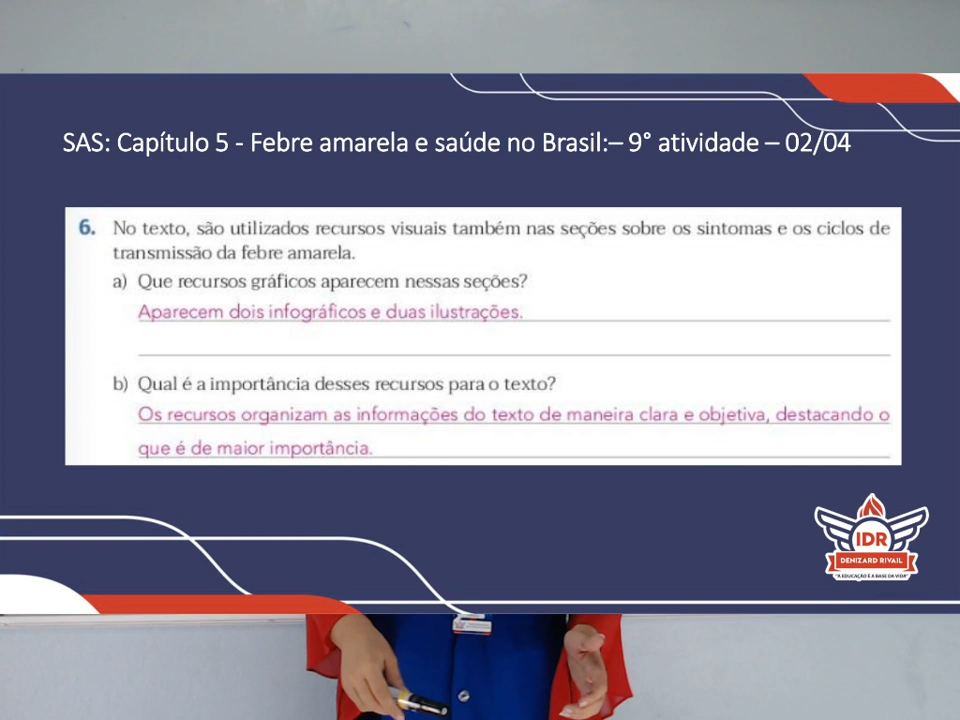 SAS: Capítulo 5 - Febre amarela e saúde no Brasil:– 9° atividade – 02/04
6. No texto, são utilizados recursos visuais também nas seções sobre os sintomas e os ciclos de
transmissão da febre amarela.
a) Que recursos gráficos aparecem nessas seções?
Aparecem dois infográficos e duas ilustrações.
b) Qual é a importância desses recursos para o texto?
Os recursos organizam as informações do texto de maneira clara e objetiva, destacando o
que é de maior importância.
IDR
DENIZARD RIVAIL
"A EDUCAÇÃO É A BASE DA VIDA"